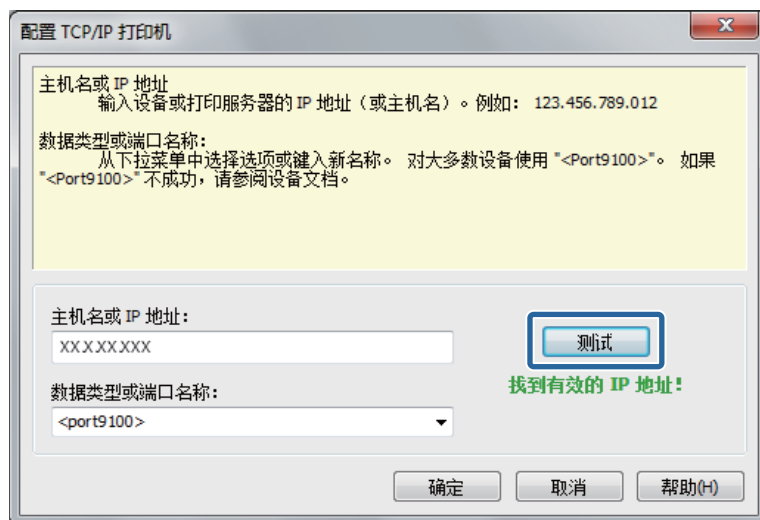 配置 TCP/IP 打印机
主机名或 IP 地址
输入设备或打印服务器的 IP 地址（或主机名）。例如： 123.456.789.012
数据类型或端口名称：
从下拉菜单中选择选项或键入新名称。 对大多数设备使用 "<Port9100>"。 如果
"<Port9100>" 不成功，请参阅设备文档。
主机名或 IP 地址：
XX.X.XX.XXX
测试
找到有效的 IP 地址！
数据类型或端口名称：
<port9100>
确定
取消
帮助(H)